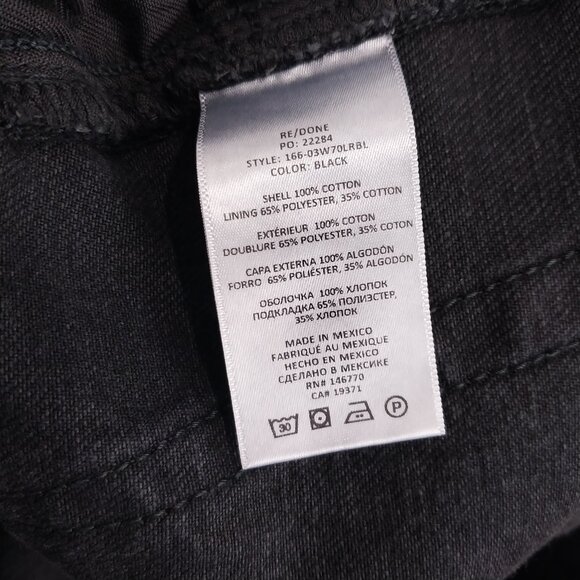 RE/DONE
PO: 22284
STYLE: 166-03W70LRBL
COLOR: BLACK
SHELL 100% COTTON
LINING 65% POLYESTER, 35% COTTON
EXTÉRIEUR 100% COTON
DOUBLURE 65% POLYESTER, 35% COTON
CAPA EXTERNA 100% ALGODÓN
FORRO 65% POLIÉSTER, 35% ALGODÓN
ОБОЛОЧКА 100% ХЛОПОК
ПОДКЛАДКА 65% ПОЛИЭСТЕР,
35% ХЛОПОК
MADE IN MEXICO
FABRIQUÉ AU MEXIQUE
HECHO EN MÉXICO
СДЕЛАНО В МЕКСИКЕ
RN# 146770
CA# 19371
30 P